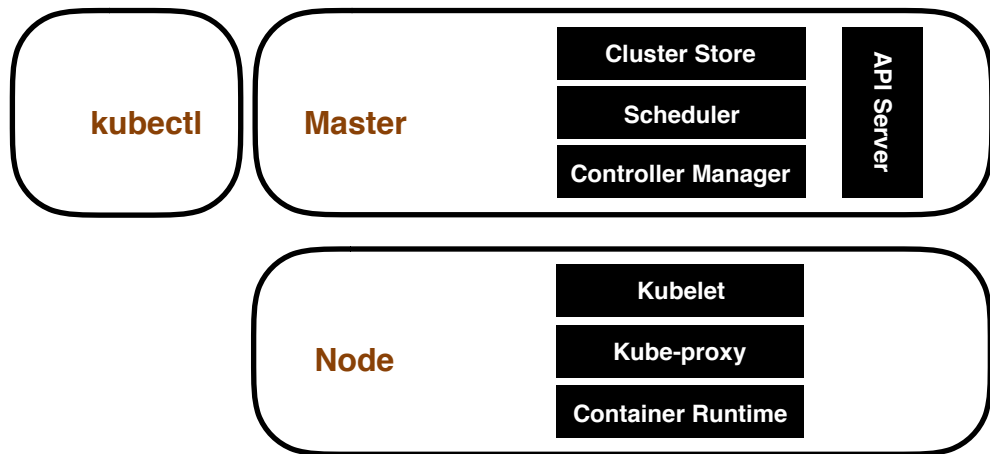 kubectl
Master
Cluster Store
Scheduler
Controller Manager
API Server
Node
Kubelet
Kube-proxy
Container Runtime